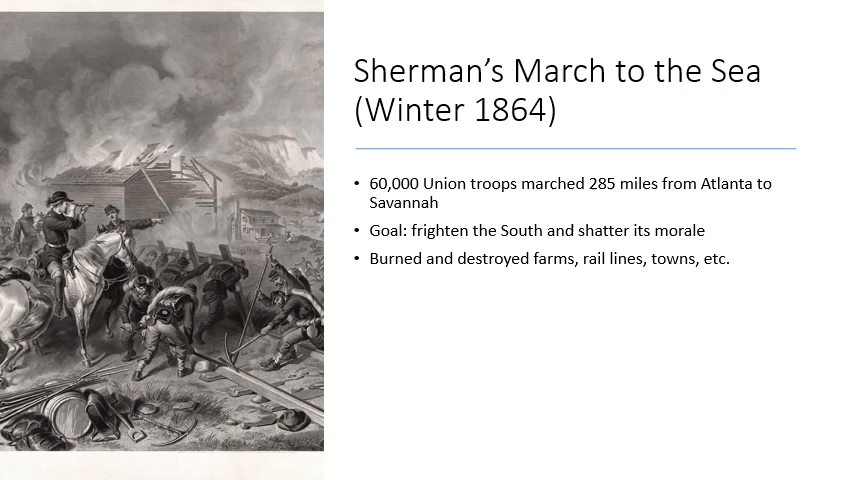 Sherman’s March to the Sea
(Winter 1864)
• 60,000 Union troops marched 285 miles from Atlanta to
Savannah
• Goal: frighten the South and shatter its morale
• Burned and destroyed farms, rail lines, towns, etc.